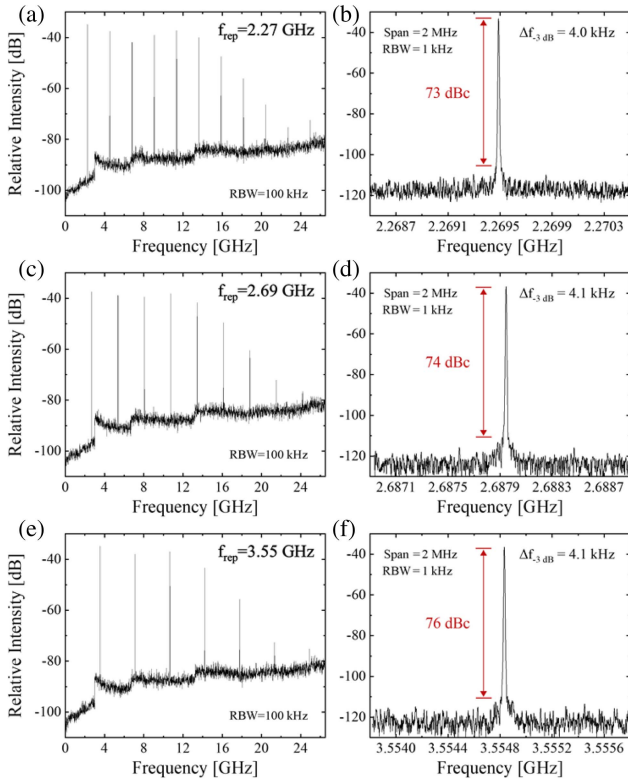 (a)
f_rep=2.27 GHz
Relative Intensity [dB]
-40
-60
-80
-100
RBW=100 kHz
0 4 8 12 16 20 24
Frequency [GHz]
(b)
Span = 2 MHz
RBW = 1 kHz
Δf_-3 dB = 4.0 kHz
73 dBc
-40
-60
-80
-100
-120
2.2687 2.2691 2.2695 2.2699 2.2703
Frequency [GHz]
(c)
f_rep=2.69 GHz
Relative Intensity [dB]
-40
-60
-80
-100
RBW=100 kHz
0 4 8 12 16 20 24
Frequency [GHz]
(d)
Span = 2 MHz
RBW = 1 kHz
Δf_-3 dB = 4.1 kHz
74 dBc
-40
-60
-80
-100
-120
2.6871 2.6875 2.6879 2.6883 2.6887
Frequency [GHz]
(e)
f_rep=3.55 GHz
Relative Intensity [dB]
-40
-60
-80
-100
RBW=100 kHz
0 4 8 12 16 20 24
Frequency [GHz]
(f)
Span = 2 MHz
RBW = 1 kHz
Δf_-3 dB = 4.1 kHz
76 dBc
-40
-60
-80
-100
-120
3.5540 3.5544 3.5548 3.5552 3.5556
Frequency [GHz]